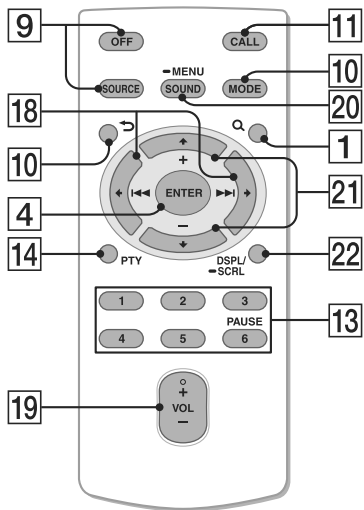 9
11
OFF
CALL
MENU
SOURCE
SOUND
MODE
10
18
20
10
1
+
ENTER
4
21
−
14
PTY
DSPL/
SCRL
22
1
2
3
13
PAUSE
4
5
6
19
+
VOL
−